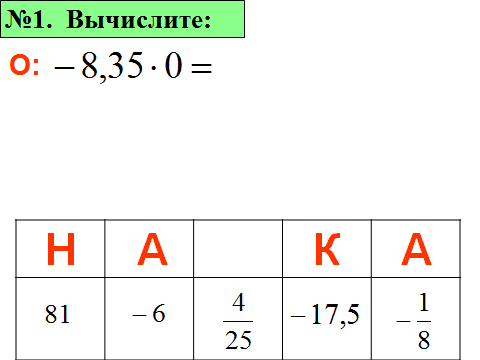 №1. Вычислите:
О: −8,35·0=
Н А К А
81 −6 4/25 −17,5 −1/8